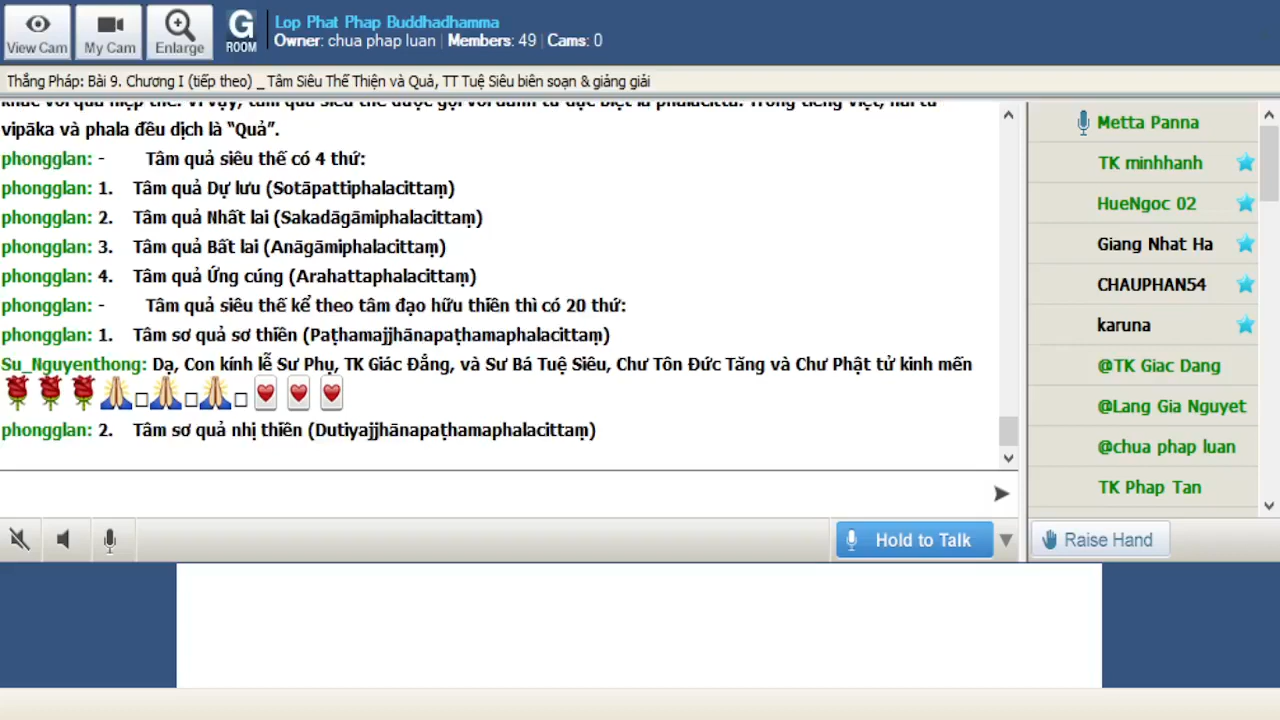 View Cam
My Cam
Enlarge
G
ROOM
Lop Phat Phap Buddhadhamma
Owner: chua phap luan | Members: 49 | Cams: 0
Thắng Pháp: Bài 9. Chương I (tiếp theo) _ Tâm Siêu Thế Thiện và Quả, TT Tuệ Siêu biên soạn & giảng giải
vipāka và phala đều dịch là “Quả”.
phongglan: - Tâm quả siêu thế có 4 thứ:
phongglan: 1. Tâm quả Dự lưu (Sotāpattiphalacittaṃ)
phongglan: 2. Tâm quả Nhất lai (Sakadāgāmiphalacittaṃ)
phongglan: 3. Tâm quả Bất lai (Anāgāmiphalacittaṃ)
phongglan: 4. Tâm quả Ứng cúng (Arahattaphalacittaṃ)
phongglan: - Tâm quả siêu thế kể theo tâm đạo hữu thiền thì có 20 thứ:
phongglan: 1. Tâm sơ quả sơ thiền (Paṭhamajjhānapaṭhamaphalacittaṃ)
Su_Nguyenthong: Dạ, Con kính lễ Sư Phụ, TK Giác Đẳng, và Sư Bá Tuệ Siêu, Chư Tôn Đức Tăng và Chư Phật tử kinh mến
phongglan: 2. Tâm sơ quả nhị thiền (Dutiyajjhānapaṭhamaphalacittaṃ)
Metta Panna
TK minhhanh
HueNgoc 02
Giang Nhat Ha
CHAUPHAN54
karuna
@TK Giac Dang
@Lang Gia Nguyet
@chua phap luan
TK Phap Tan
Hold to Talk
Raise Hand